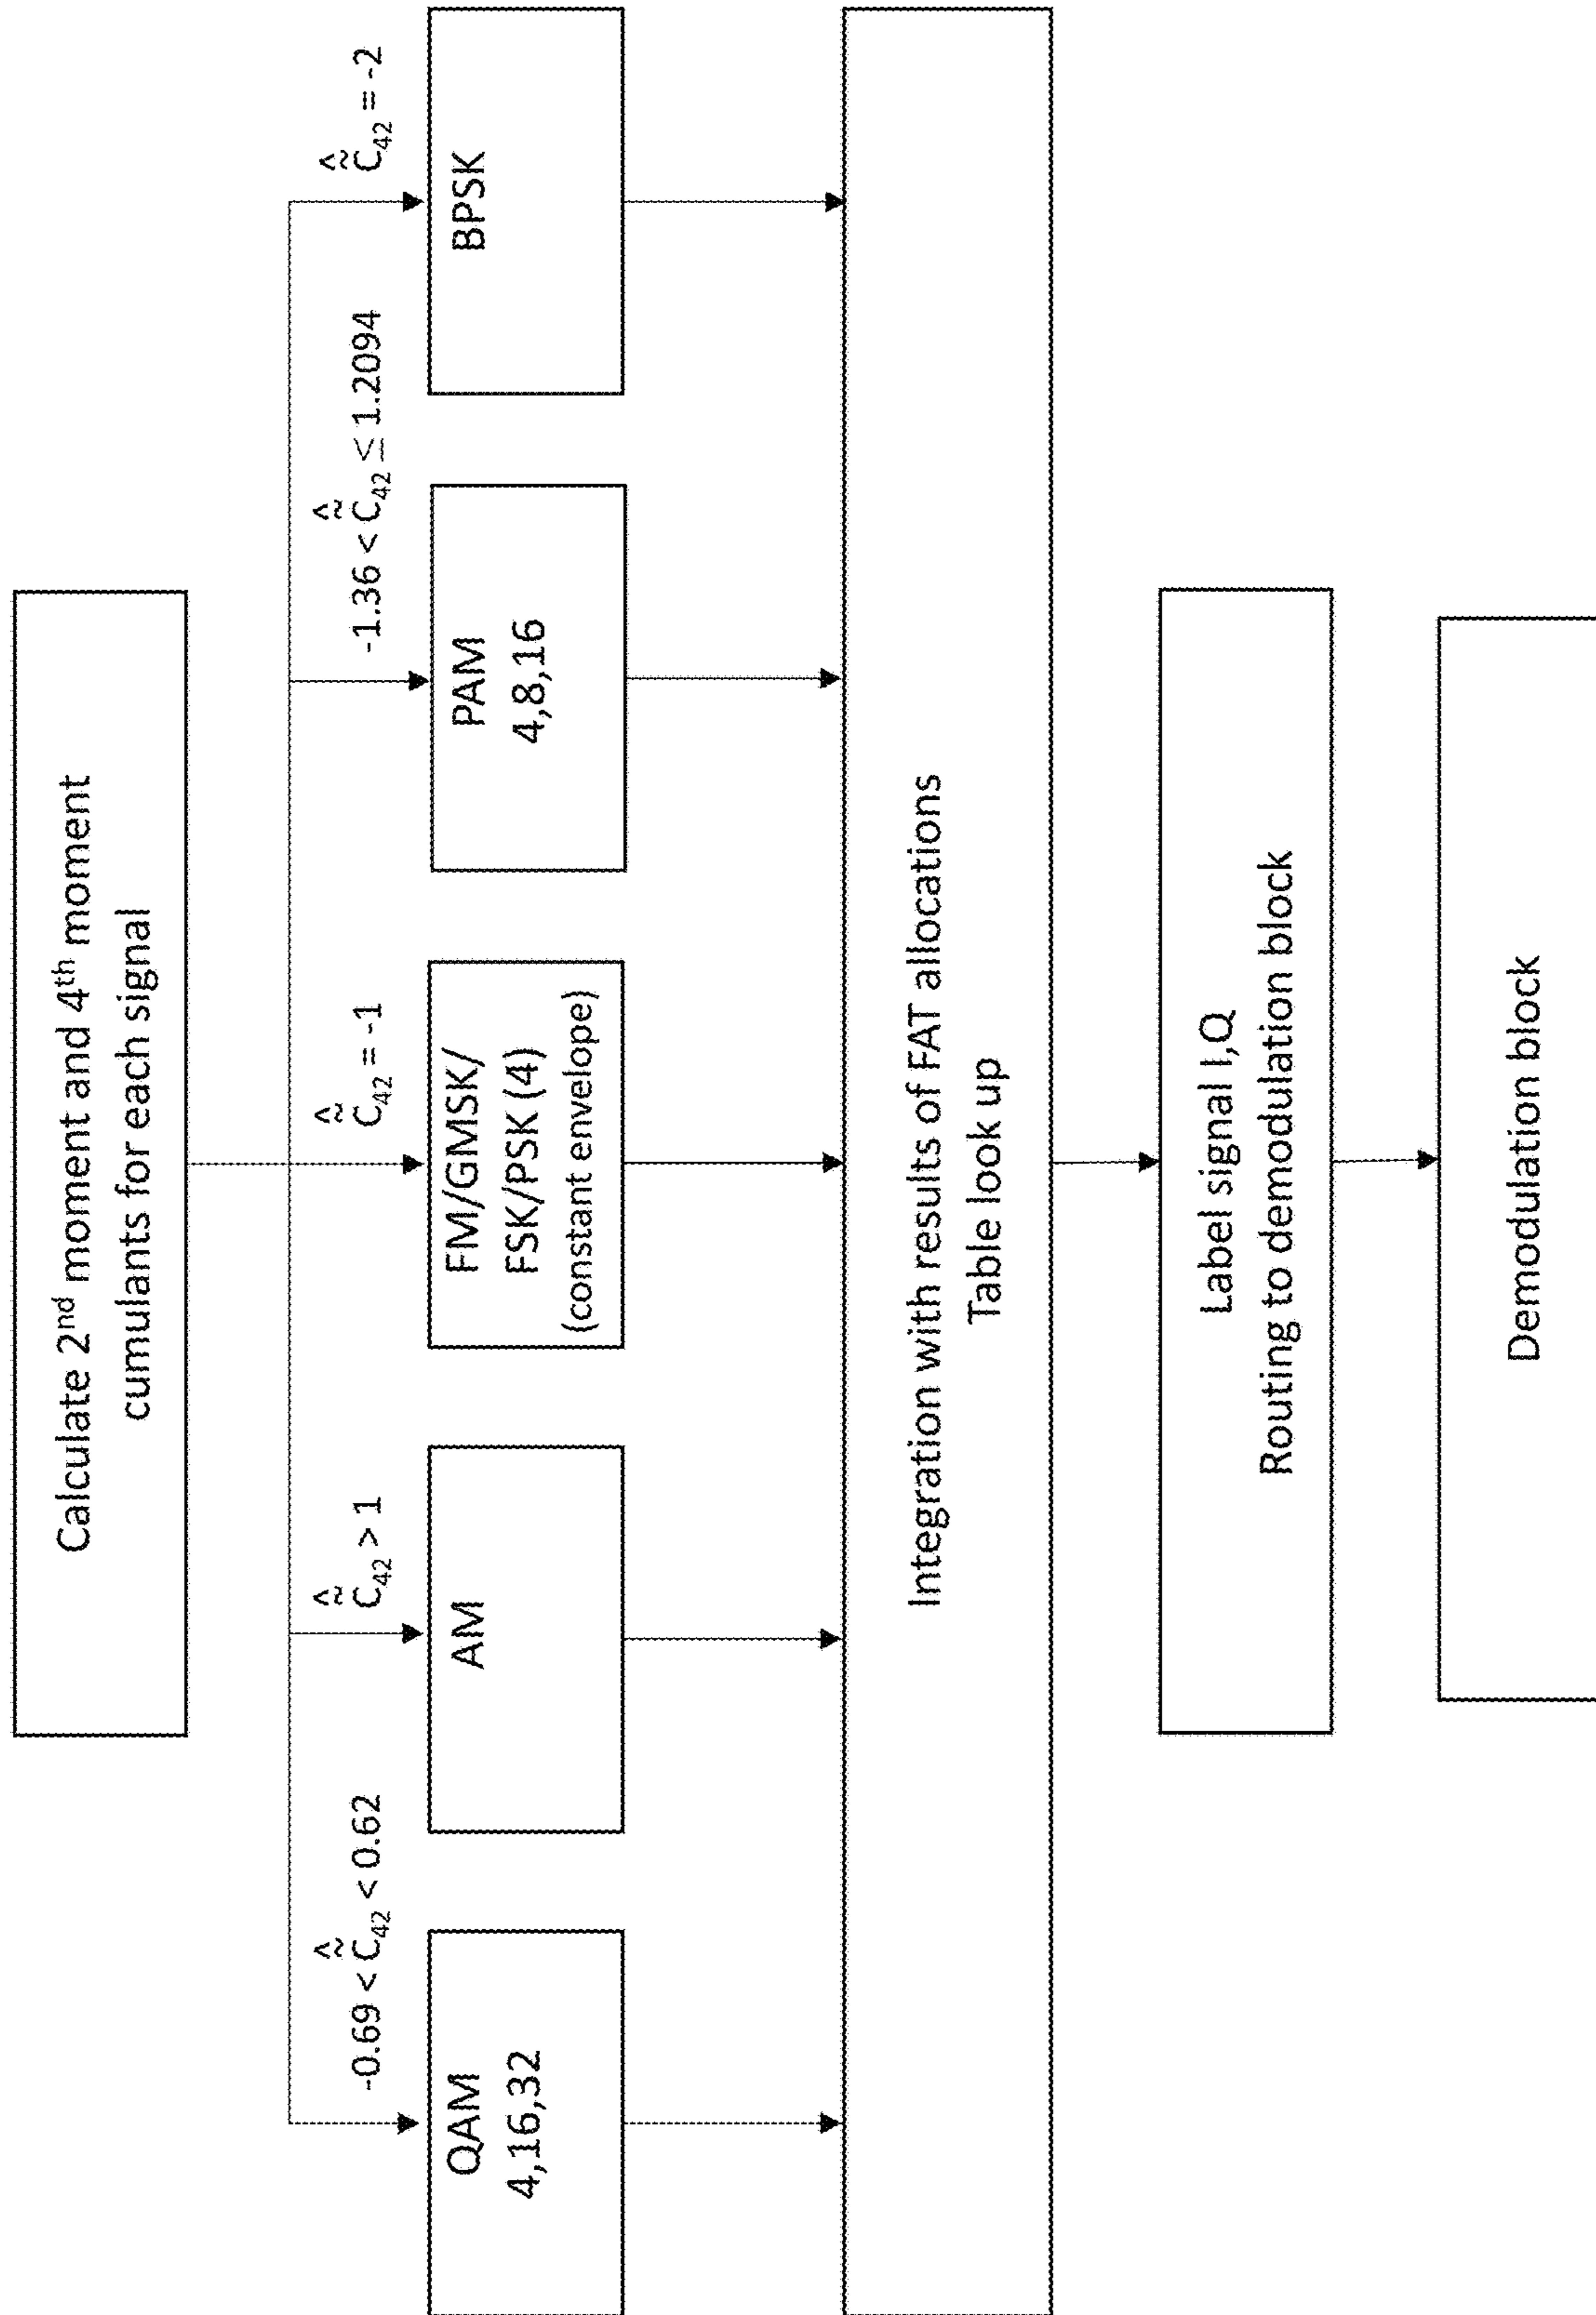 Calculate 2nd moment and 4th moment
cumulants for each signal
-0.69 < Ĉ̃42 < 0.62
Ĉ̃42 > 1
Ĉ̃42 = -1
-1.36 < Ĉ̃42 ≤ 1.2094
Ĉ̃42 = -2
QAM
4,16,32
AM
FM/GMSK/
FSK/PSK (4)
(constant envelope)
PAM
4,8,16
BPSK
Integration with results of FAT allocations
Table look up
Label signal I,Q
Routing to demodulation block
Demodulation block